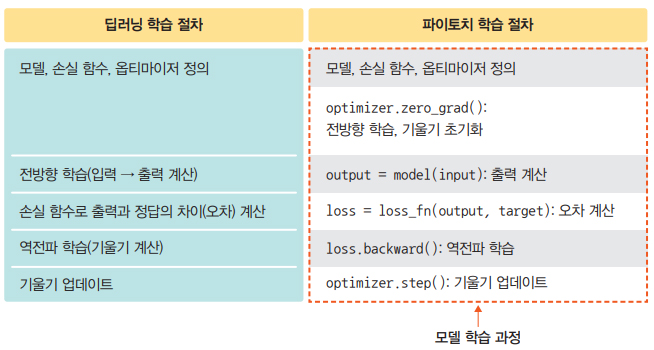 딥러닝 학습 절차
파이토치 학습 절차
모델, 손실 함수, 옵티마이저 정의
모델, 손실 함수, 옵티마이저 정의
optimizer.zero_grad():
전방향 학습, 기울기 초기화
전방향 학습(입력 → 출력 계산)
output = model(input): 출력 계산
손실 함수로 출력과 정답의 차이(오차) 계산
loss = loss_fn(output, target): 오차 계산
역전파 학습(기울기 계산)
loss.backward(): 역전파 학습
기울기 업데이트
optimizer.step(): 기울기 업데이트
모델 학습 과정